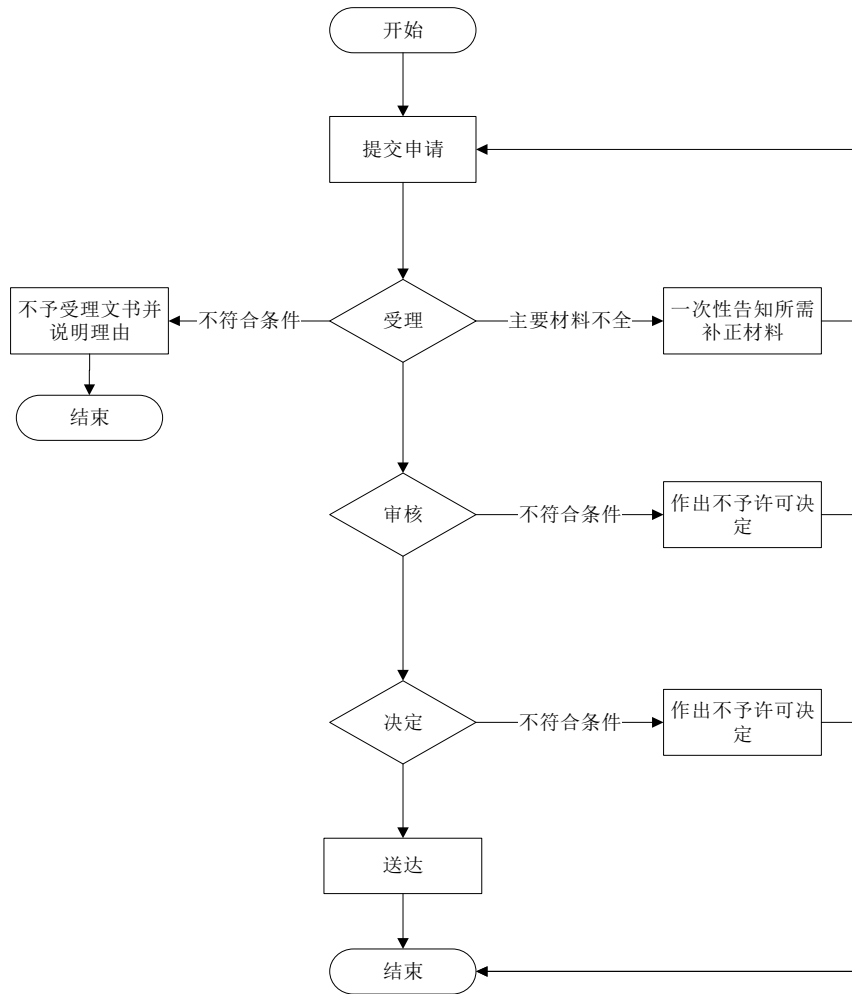 开始
提交申请
不予受理文书并
说明理由
不符合条件
受理
主要材料不全
一次性告知所需
补正材料
结束
审核
不符合条件
作出不予许可决
定
决定
不符合条件
作出不予许可决
定
送达
结束